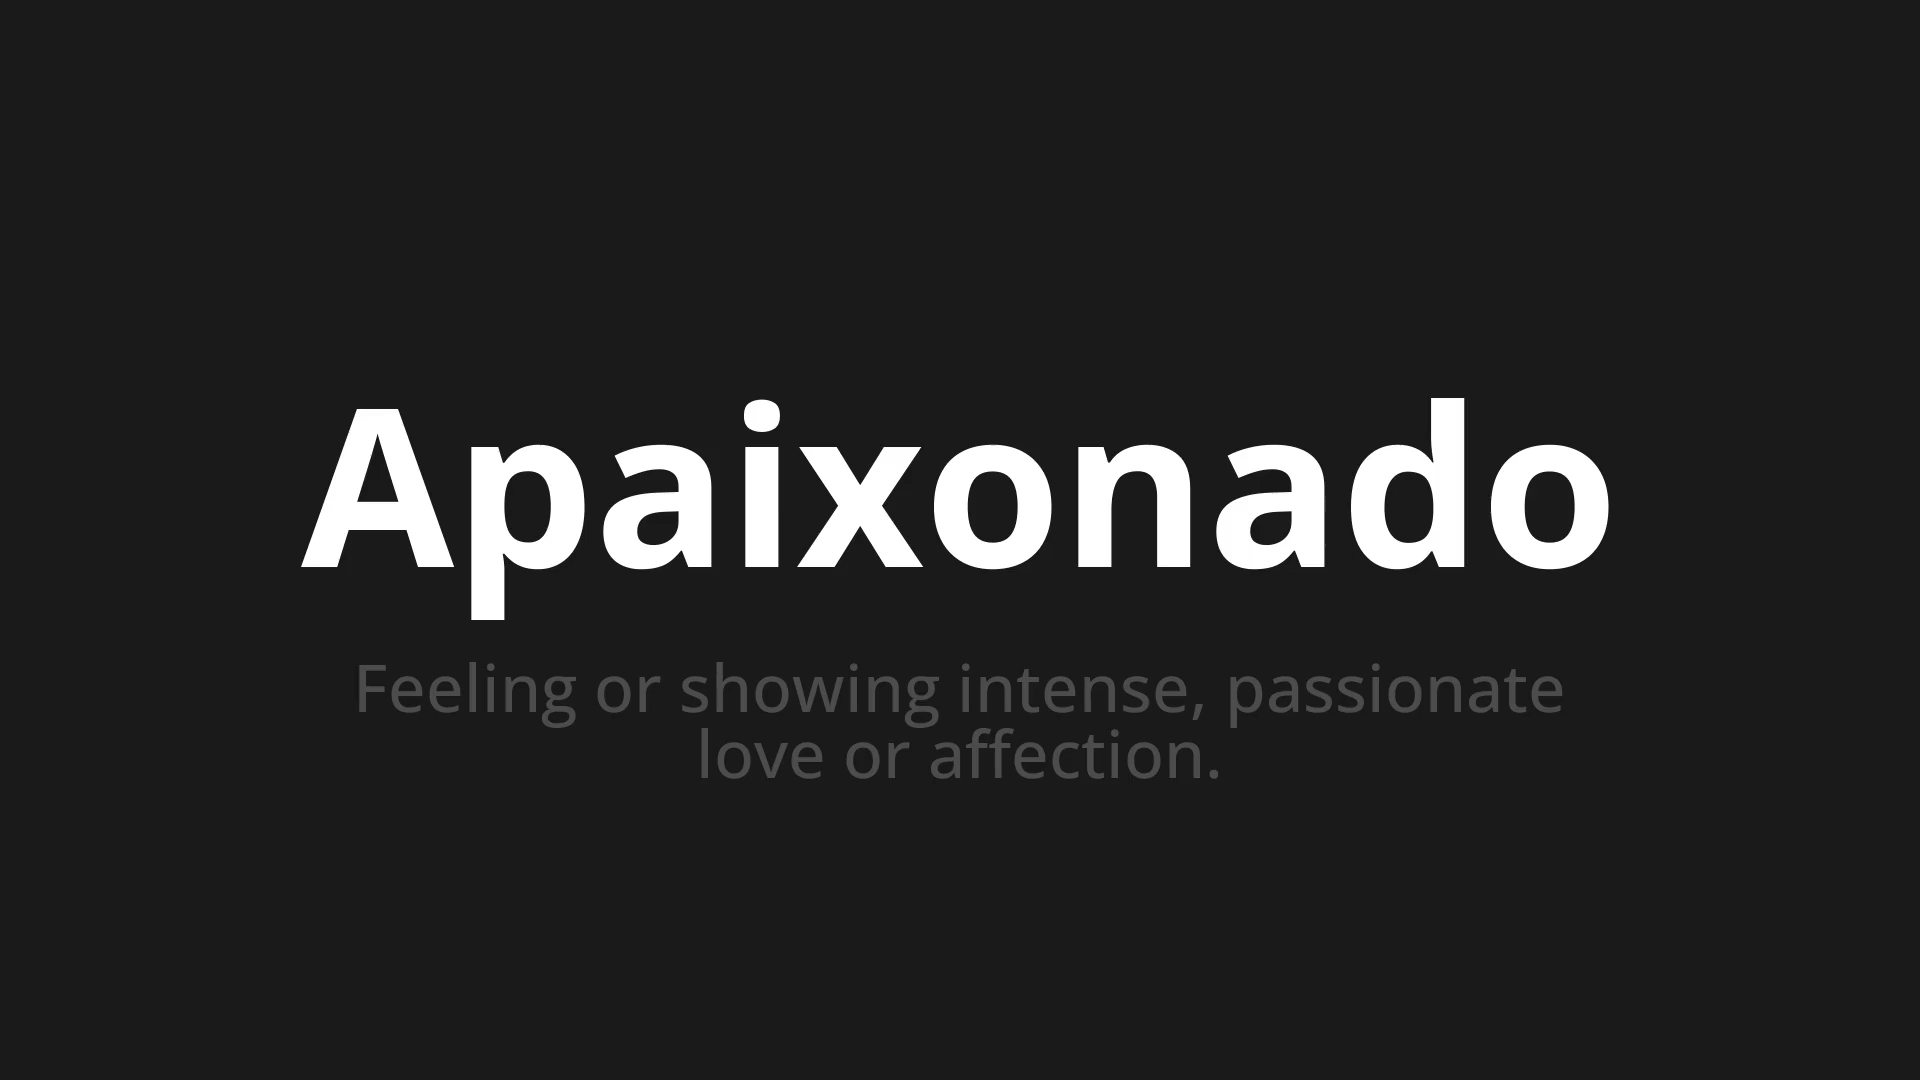 Apaixonado
Feeling or showing intense, passionate
love or affection.